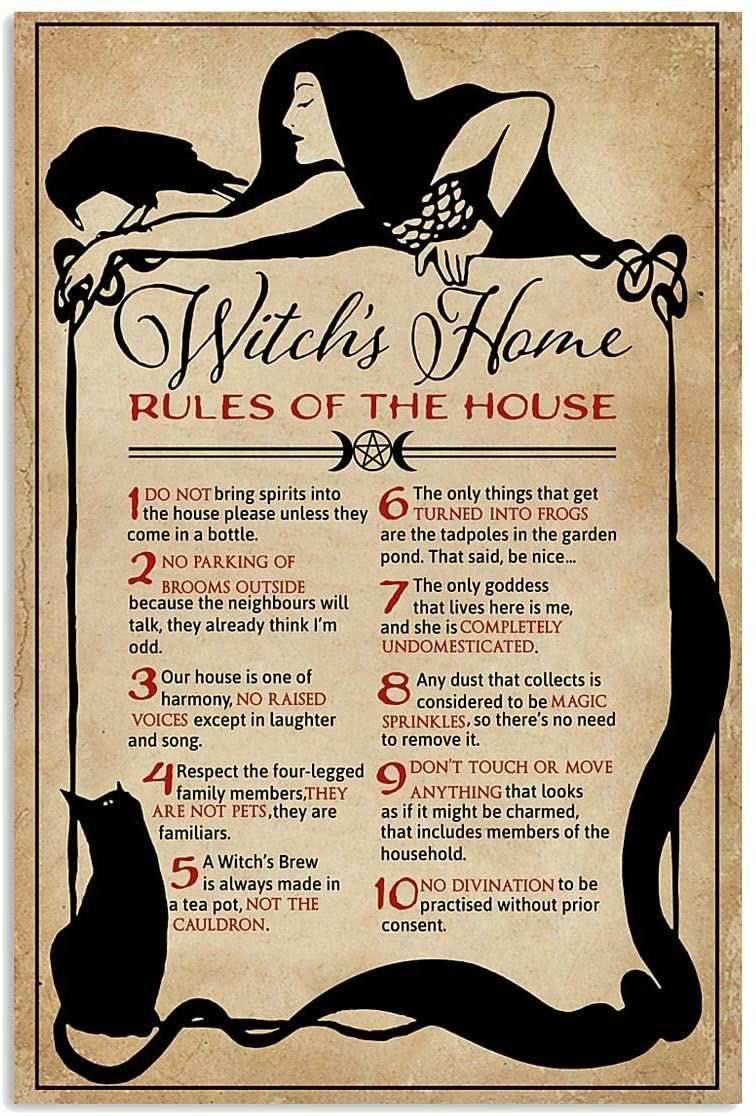 Witch's Home
RULES OF THE HOUSE
1 DO NOT bring spirits into
the house please unless they
come in a bottle.
2 NO PARKING OF
BROOMS OUTSIDE
because the neighbours will
talk, they already think I'm
odd.
3 Our house is one of
harmony, NO RAISED
VOICES except in laughter
and song.
4 Respect the four-legged
family members,THEY
ARE NOT PETS,they are
familiars.
5 A Witch's Brew
is always made in
a tea pot, NOT THE
CAULDRON.
6 The only things that get
TURNED INTO FROGS
are the tadpoles in the garden
pond. That said, be nice...
7 The only goddess
that lives here is me,
and she is COMPLETELY
UNDOMESTICATED.
8 Any dust that collects is
considered to be MAGIC
SPRINKLES, so there's no need
to remove it.
9 DON'T TOUCH OR MOVE
ANYTHING that looks
as if it might be charmed,
that includes members of the
household.
10 NO DIVINATION to be
practised without prior
consent.